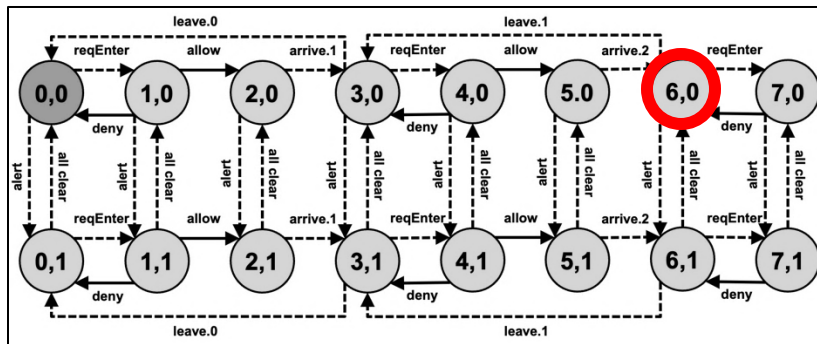 leave.0 leave.1
reqEnter allow arrive.1 reqEnter allow arrive.2 reqEnter
0,0 1,0 2,0 3,0 4,0 5.0 6,0 7,0
deny deny deny
alert all clear alert all clear alert all clear alert all clear alert all clear alert all clear alert all clear alert all clear
reqEnter allow arrive.1 reqEnter allow arrive.2 reqEnter
0,1 1,1 2,1 3,1 4,1 5,1 6,1 7,1
deny deny deny
leave.0 leave.1